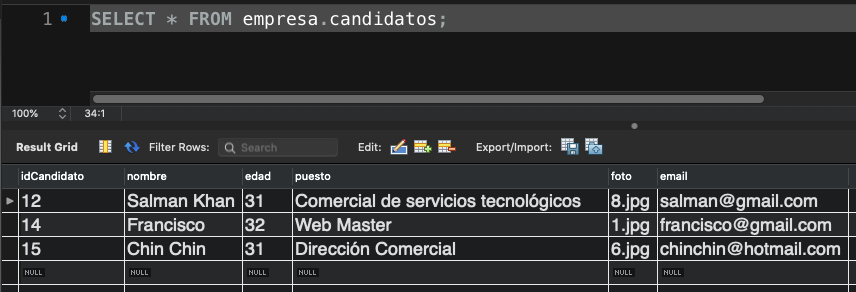 1 SELECT * FROM empresa.candidatos;
100% 34:1
Result Grid Filter Rows: Search Edit: Export/Import:
idCandidato nombre edad puesto foto email
12 Salman Khan 31 Comercial de servicios tecnológicos 8.jpg salman@gmail.com
14 Francisco 32 Web Master 1.jpg francisco@gmail.com
15 Chin Chin 31 Dirección Comercial 6.jpg chinchin@hotmail.com
NULL NULL NULL NULL NULL NULL